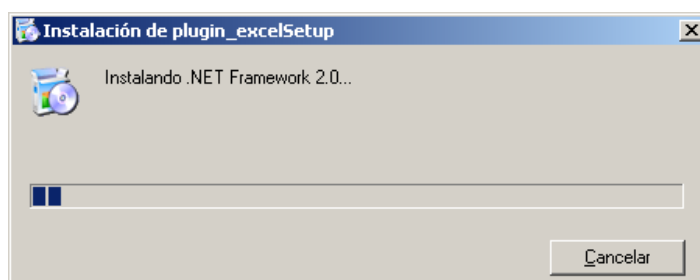 Instalación de plugin_excelSetup
Instalando .NET Framework 2.0...
Cancelar